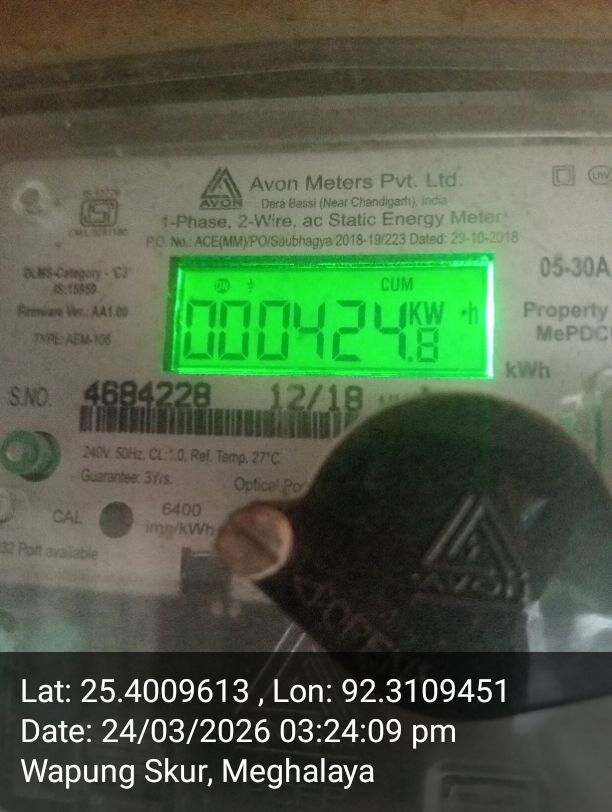 AVON
Avon Meters Pvt. Ltd.
Dera Bassi (Near Chandigarh), India
1-Phase, 2-Wire, ac Static Energy Meter
P.O. No.: ACE(MM)/PO/Saubhagya/2018-19/223 Dated: 29-10-2018
DLMS-Category - 'C3'
IS:15959
Firmware Ver.: AA1.00
TYPE: AEM-106
05-30A
Property
CUM
000424.8 KW h
kWh
S.NO. 4684228 12/18
240V, 50Hz, CL:1.0, Ref. Temp. 27°C
Guarantee: 3Yrs.
Optical
CAL
6400
imp/kWh
Port available
AVON
Lat: 25.4009613 , Lon: 92.3109451
Date: 24/03/2026 03:24:09 pm
Wapung Skur, Meghalaya